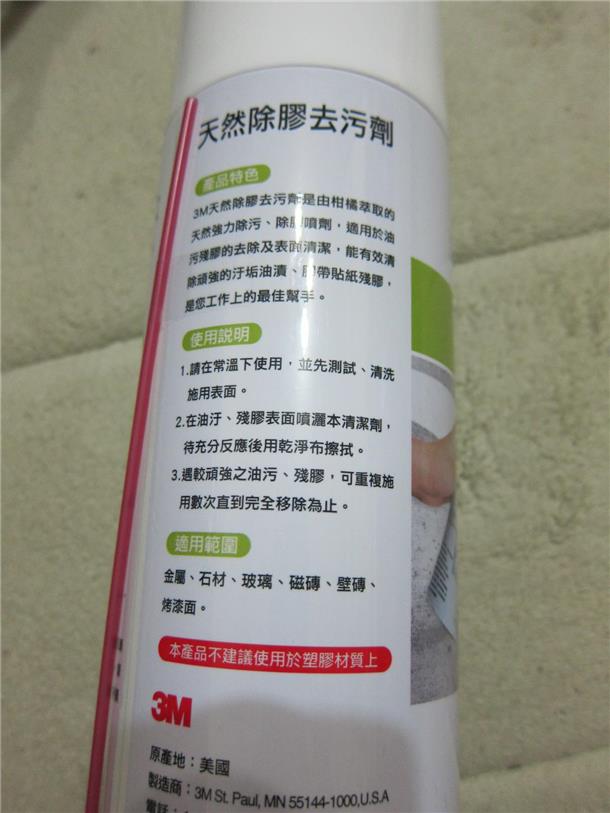 天然除膠去污劑
產品特色
3M天然除膠去污劑是由柑橘萃取的
天然強力除污、除膠噴劑，適用於油
污殘膠的去除及表面清潔，能有效清
除頑強的汙垢油漬、膠帶貼紙殘膠，
是您工作上的最佳幫手。
使用説明
1.請在常溫下使用，並先測試、清洗
施用表面。
2.在油汙、殘膠表面噴灑本清潔劑，
待充分反應後用乾淨布擦拭。
3.遇較頑強之油污、殘膠，可重複施
用數次直到完全移除為止。
適用範圍
金屬、石材、玻璃、磁磚、壁磚、
烤漆面。
本產品不建議使用於塑膠材質上
3M
原產地：美國
製造商：3M St. Paul, MN 55144-1000,U.S.A
電話：